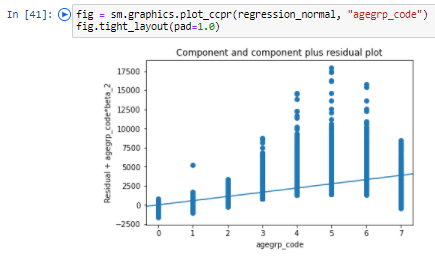 In [41]: fig = sm.graphics.plot_ccpr(regression_normal, "agegrp_code")
fig.tight_layout(pad=1.0)
Component and component plus residual plot
Residual + agegrp_code*beta_2
17500
15000
12500
10000
7500
5000
2500
0
−2500
0 1 2 3 4 5 6 7
agegrp_code